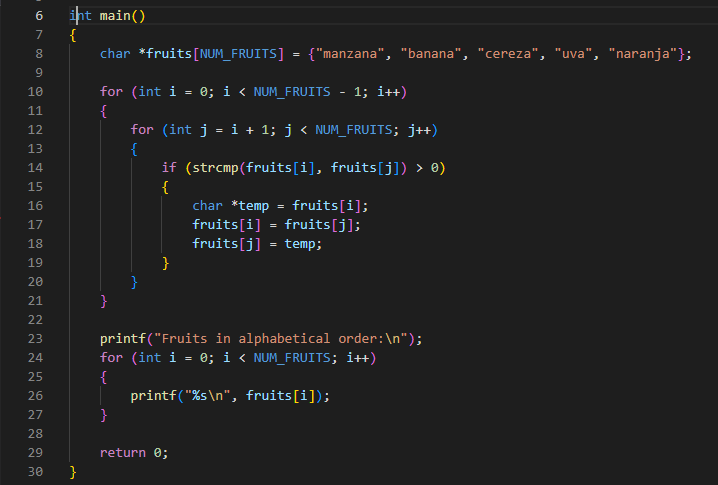 6 int main()
7 {
8 char *fruits[NUM_FRUITS] = {"manzana", "banana", "cereza", "uva", "naranja"};
9
10 for (int i = 0; i < NUM_FRUITS - 1; i++)
11 {
12 for (int j = i + 1; j < NUM_FRUITS; j++)
13 {
14 if (strcmp(fruits[i], fruits[j]) > 0)
15 {
16 char *temp = fruits[i];
17 fruits[i] = fruits[j];
18 fruits[j] = temp;
19 }
20 }
21 }
22
23 printf("Fruits in alphabetical order:\n");
24 for (int i = 0; i < NUM_FRUITS; i++)
25 {
26 printf("%s\n", fruits[i]);
27 }
28
29 return 0;
30 }